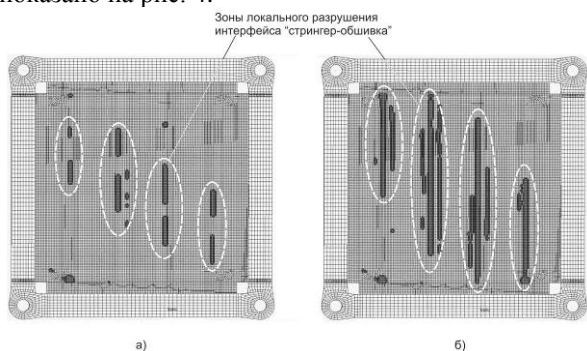 показано на рис. 4.
Зоны локального разрушения
интерфейса “стрингер-обшивка”
а)
б)